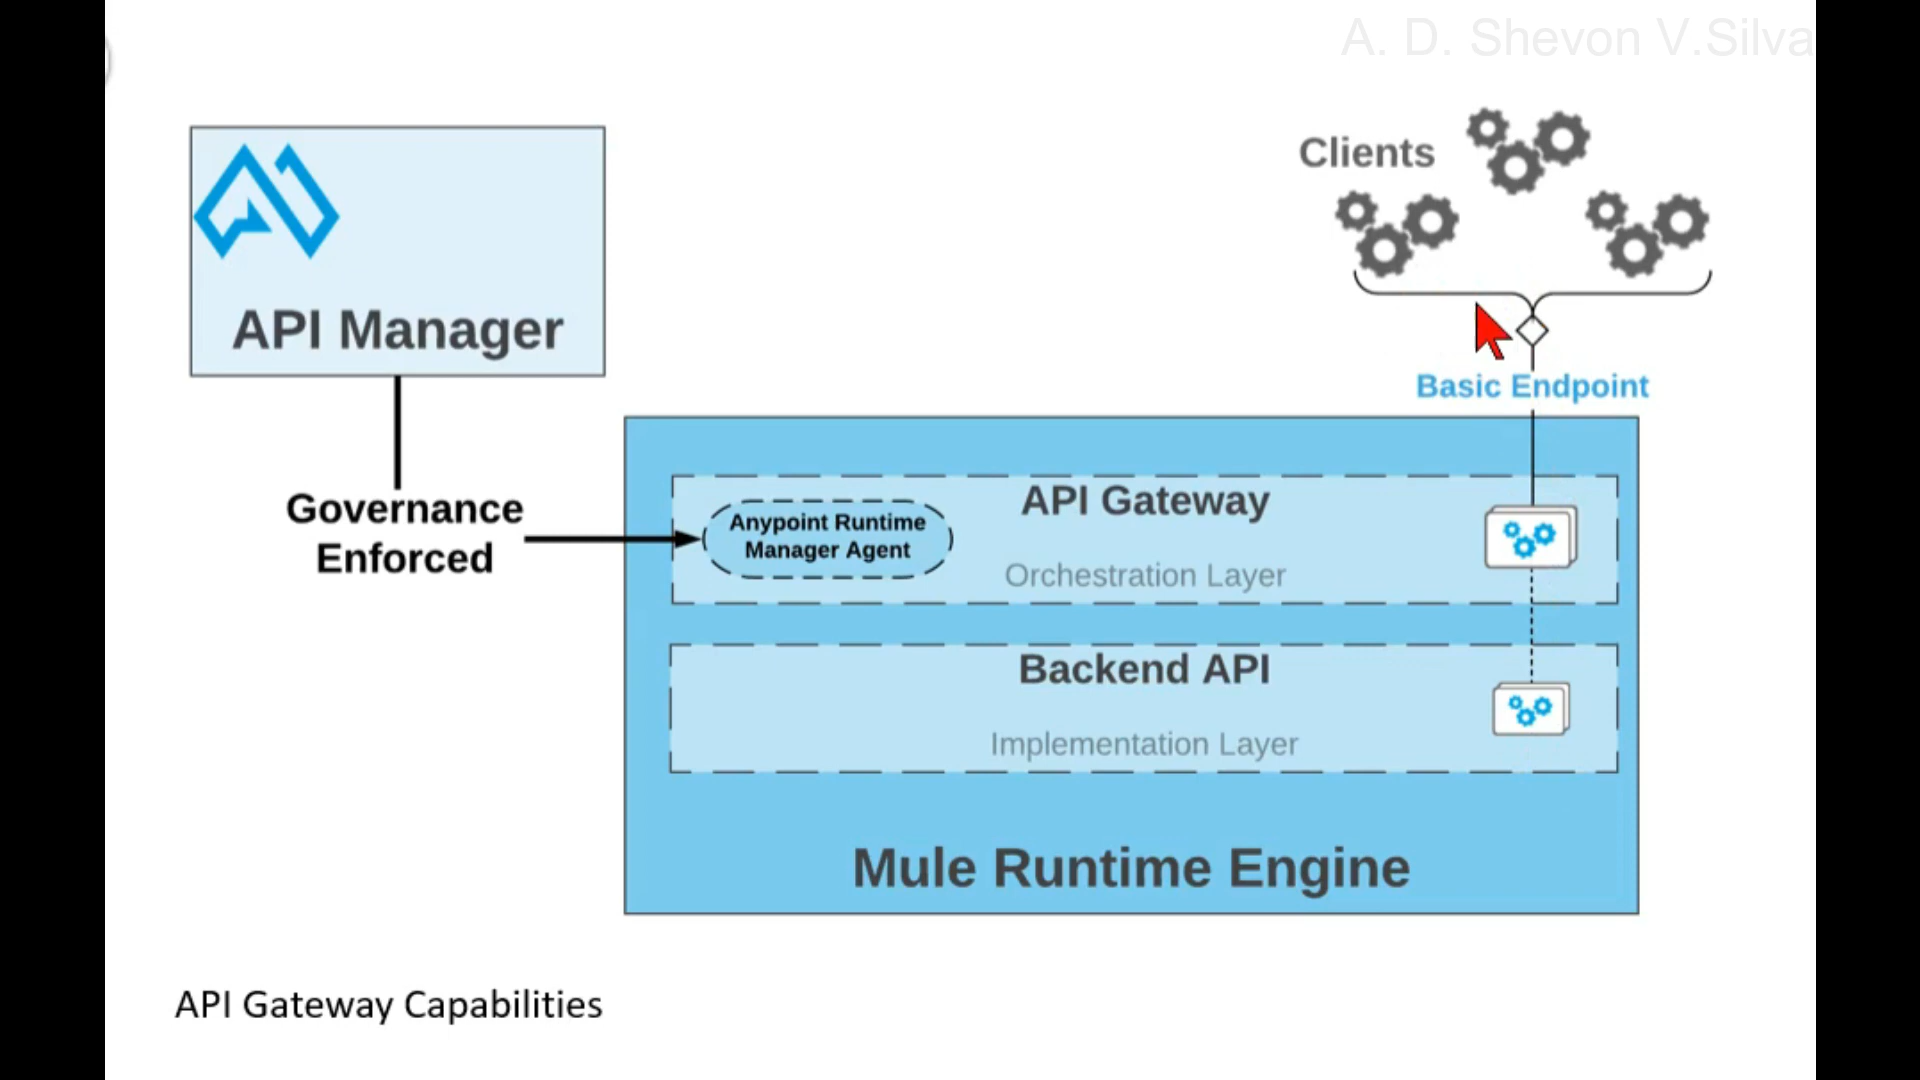 A. D. Shevon V.Silva
Clients
API Manager
Basic Endpoint
Governance
Enforced
Anypoint Runtime
Manager Agent
API Gateway
Orchestration Layer
Backend API
Implementation Layer
Mule Runtime Engine
API Gateway Capabilities